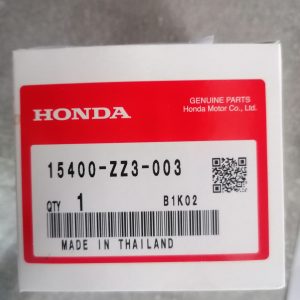 HONDA
GENUINE PARTS
Honda Motor Co., Ltd.
15400-ZZ3-003
QTY 1 B1K02
MADE IN THAILAND